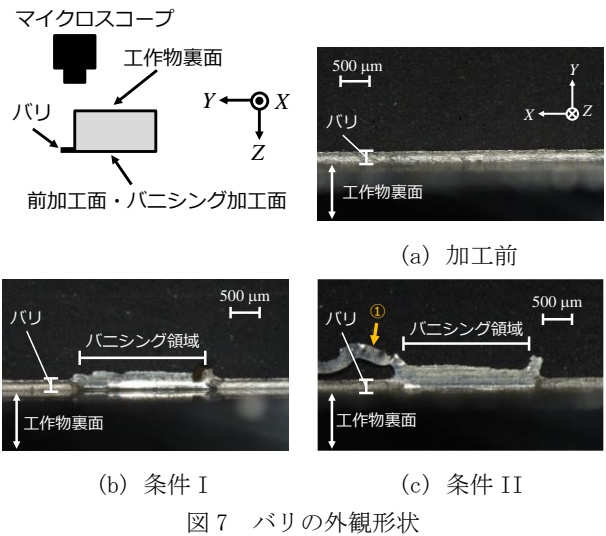 マイクロスコープ
工作物裏面
バリ
Y
X
Z
前加工面・バニシング加工面
500 μm
Y
X
Z
バリ
工作物裏面
(a) 加工前
500 μm
バリ
バニシング領域
工作物裏面
(b) 条件 I
①
500 μm
バリ
バニシング領域
工作物裏面
(c) 条件 II
図 7 バリの外観形状